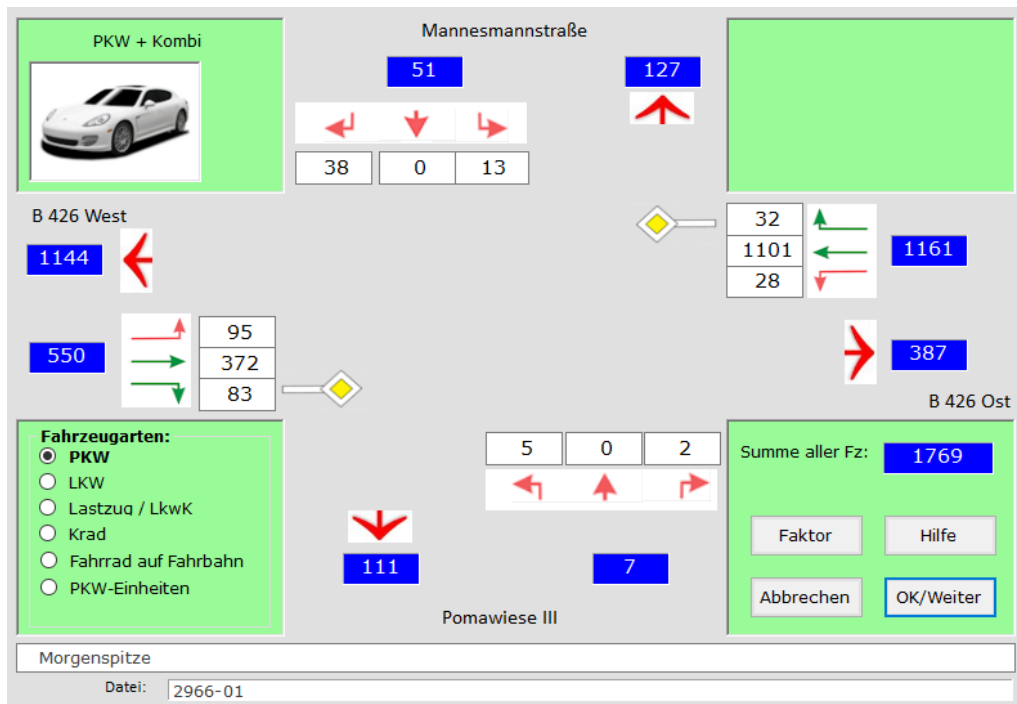 PKW + Kombi
Mannesmannstraße
51
127
38
0
13
B 426 West
1144
32
1101
28
1161
550
95
372
83
387
B 426 Ost
Fahrzeugarten:
PKW
LKW
Lastzug / LkwK
Krad
Fahrrad auf Fahrbahn
PKW-Einheiten
5
0
2
111
7
Pomawiese III
Summe aller Fz:
1769
Faktor
Hilfe
Abbrechen
OK/Weiter
Morgenspitze
Datei:
2966-01